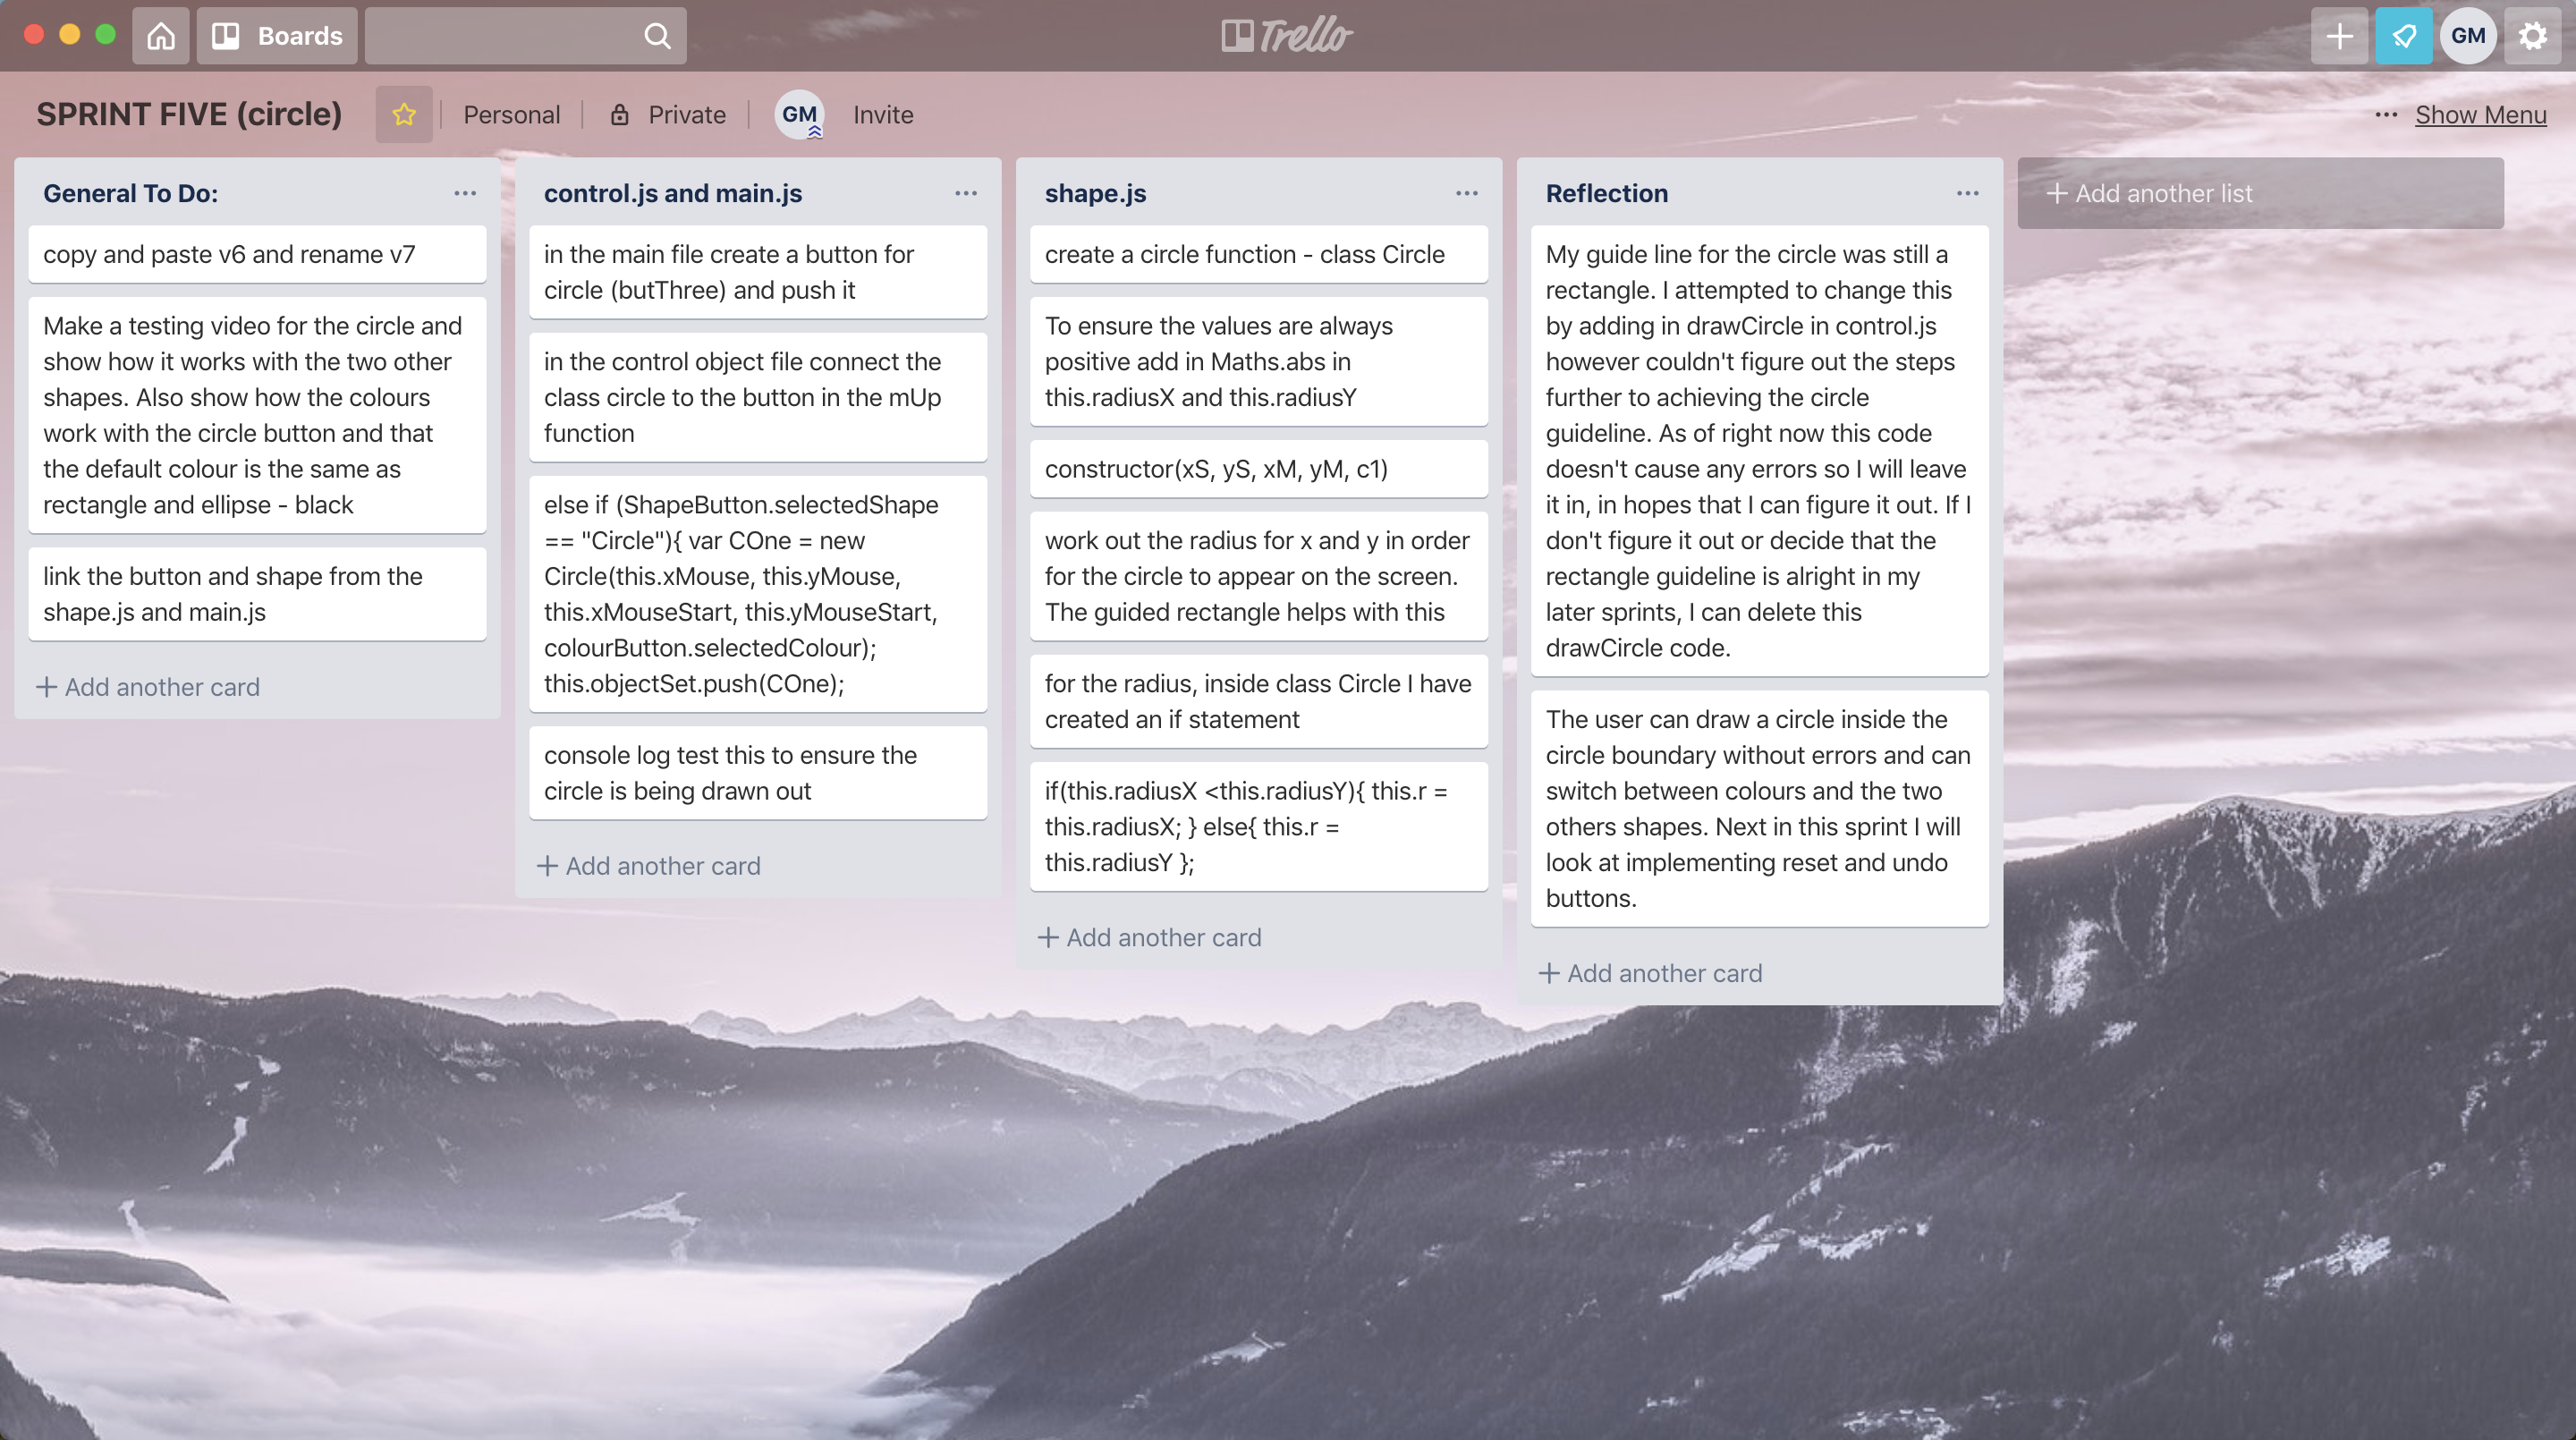 Boards
Trello
GM
SPRINT FIVE (circle)
Personal
Private
GM
Invite
Show Menu
General To Do:
copy and paste v6 and rename v7
Make a testing video for the circle and
show how it works with the two other
shapes. Also show how the colours
work with the circle button and that
the default colour is the same as
rectangle and ellipse - black
link the button and shape from the
shape.js and main.js
+ Add another card
control.js and main.js
in the main file create a button for
circle (butThree) and push it
in the control object file connect the
class circle to the button in the mUp
function
else if (ShapeButton.selectedShape
== "Circle"){ var COne = new
Circle(this.xMouse, this.yMouse,
this.xMouseStart, this.yMouseStart,
colourButton.selectedColour);
this.objectSet.push(COne);
console log test this to ensure the
circle is being drawn out
+ Add another card
shape.js
create a circle function - class Circle
To ensure the values are always
positive add in Maths.abs in
this.radiusX and this.radiusY
constructor(xS, yS, xM, yM, c1)
work out the radius for x and y in order
for the circle to appear on the screen.
The guided rectangle helps with this
for the radius, inside class Circle I have
created an if statement
if(this.radiusX <this.radiusY){ this.r =
this.radiusX; } else{ this.r =
this.radiusY };
+ Add another card
Reflection
My guide line for the circle was still a
rectangle. I attempted to change this
by adding in drawCircle in control.js
however couldn't figure out the steps
further to achieving the circle
guideline. As of right now this code
doesn't cause any errors so I will leave
it in, in hopes that I can figure it out. If I
don't figure it out or decide that the
rectangle guideline is alright in my
later sprints, I can delete this
drawCircle code.
The user can draw a circle inside the
circle boundary without errors and can
switch between colours and the two
others shapes. Next in this sprint I will
look at implementing reset and undo
buttons.
+ Add another card
+ Add another list